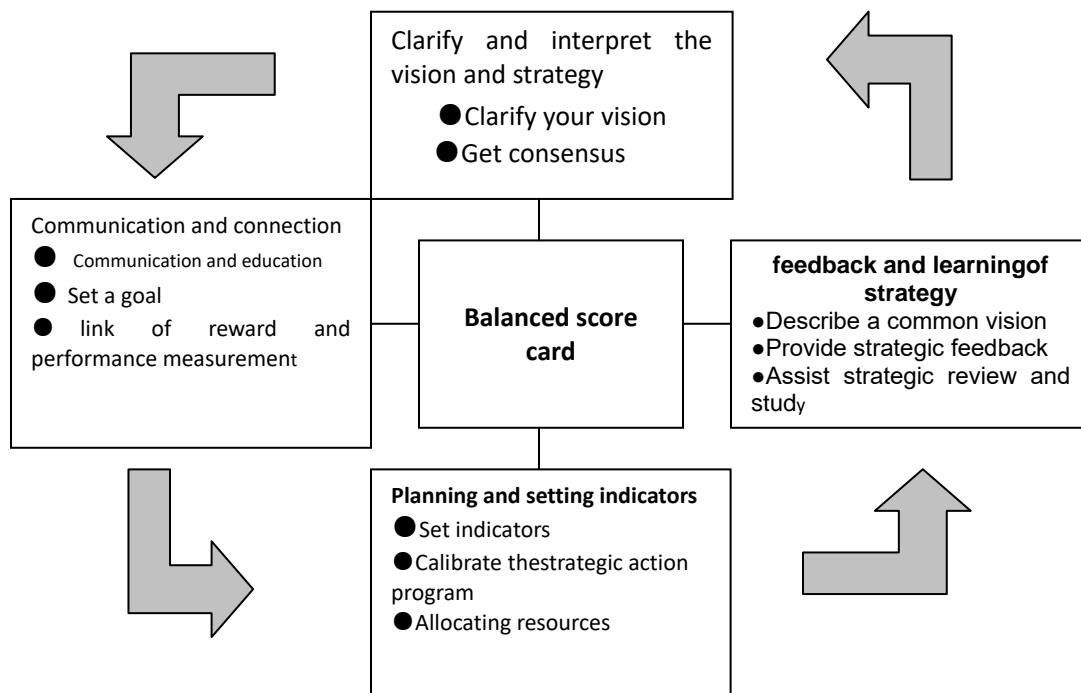 Clarify and interpret the
vision and strategy
●Clarify your vision
●Get consensus
Communication and connection
● Communication and education
● Set a goal
● link of reward and
performance measurement
Balanced score
card
feedback and learningof
strategy
●Describe a common vision
●Provide strategic feedback
●Assist strategic review and
study
Planning and setting indicators
●Set indicators
●Calibrate thestrategic action
program
●Allocating resources